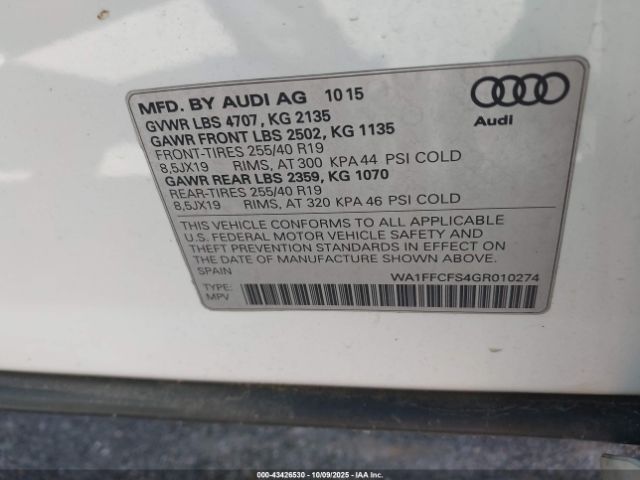 MFD. BY AUDI AG 10 15
GVWR LBS 4707, KG 2135
GAWR FRONT LBS 2502, KG 1135
FRONT-TIRES 255/40 R19
8,5JX19 RIMS, AT 300 KPA 44 PSI COLD
GAWR REAR LBS 2359, KG 1070
REAR-TIRES 255/40 R19
8,5JX19 RIMS, AT 320 KPA 46 PSI COLD
Audi
THIS VEHICLE CONFORMS TO ALL APPLICABLE
U.S. FEDERAL MOTOR VEHICLE SAFETY AND
THEFT PREVENTION STANDARDS IN EFFECT ON
THE DATE OF MANUFACTURE SHOWN ABOVE.
SPAIN
WA1FFCFS4GR010274
TYPE:
MPV
000-43426530 - 10/09/2025 - © IAA Inc.